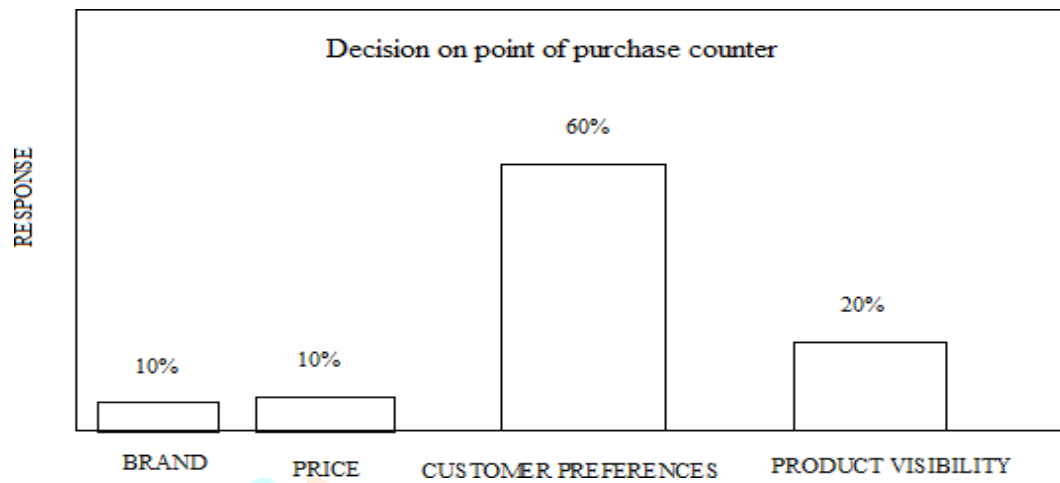 Decision on point of purchase counter
RESPONSE
60%
20%
10%
10%
BRAND
PRICE
CUSTOMER PREFERENCES
PRODUCT VISIBILITY